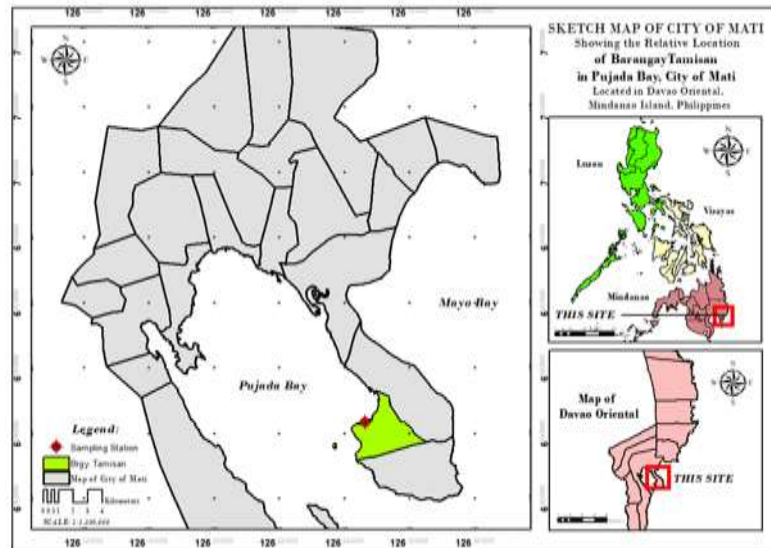 SKETCH MAP OF CITY OF MATI
Showing the Relative Location
of BarangayTamisan
in Pujada Bay, City of Mati
Located in Davao Oriental,
Mindanao Island, Philippines
126 126 126 126 126 126 126
N
W E
S
Mayo Bay
Pujada Bay
Legend:
Sampling Station
Brgy Tamisan
Map of City of Mati
Kilometers
126 126 126 126 126 126 126
N
W E
S
Luzon
Visayas
Mindanao
THIS SITE
N
W E
S
Map of
Davao Oriental
THIS SITE